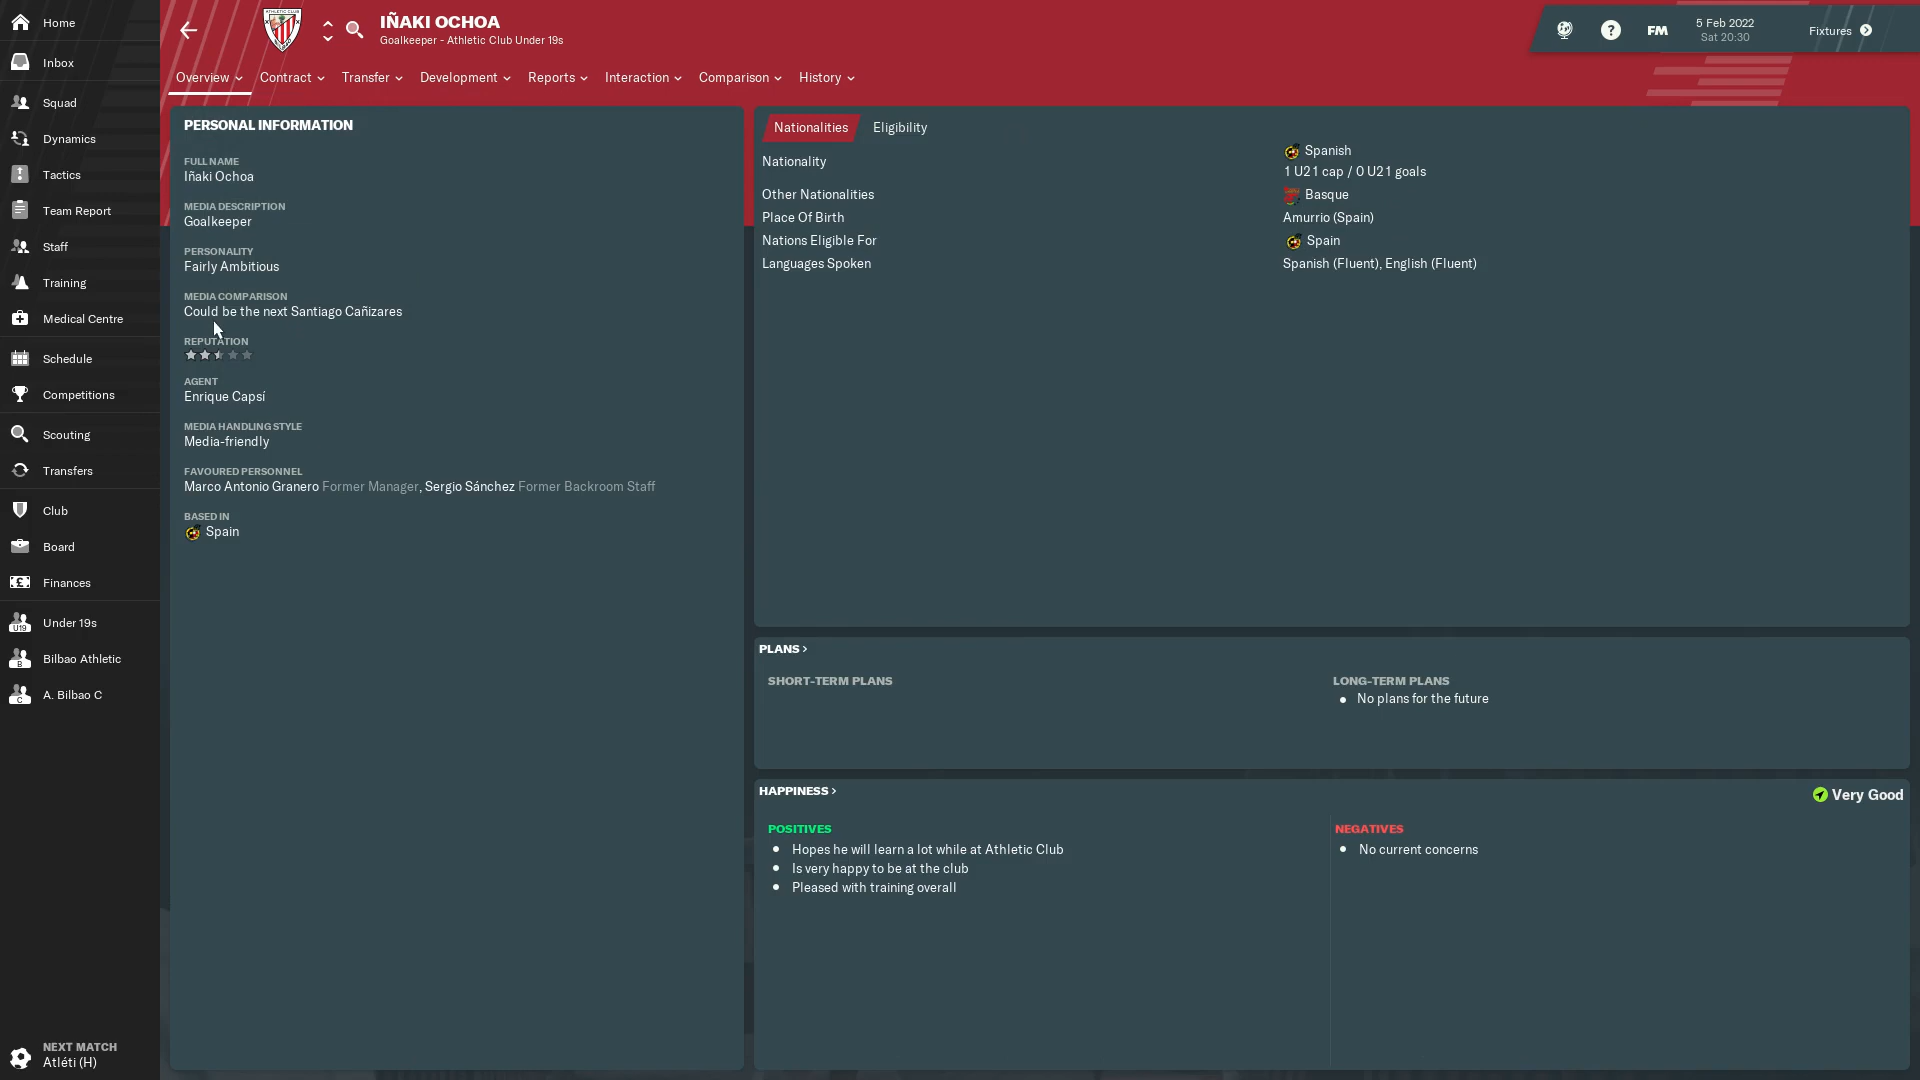 Home
Inbox
Squad
Dynamics
Tactics
Team Report
Staff
Training
Medical Centre
Schedule
Competitions
Scouting
Transfers
Club
Board
Finances
U19
Under 19s
B
Bilbao Athletic
C
A. Bilbao C
NEXT MATCH
Atléti (H)
ATHLETIC CLUB
BILBAO
IÑAKI OCHOA
Goalkeeper - Athletic Club Under 19s
?
FM
5 Feb 2022
Sat 20:30
Fixtures
Overview Contract Transfer Development Reports Interaction Comparison History
PERSONAL INFORMATION
FULL NAME
Iñaki Ochoa
MEDIA DESCRIPTION
Goalkeeper
PERSONALITY
Fairly Ambitious
MEDIA COMPARISON
Could be the next Santiago Cañizares
REPUTATION
AGENT
Enrique Capsí
MEDIA HANDLING STYLE
Media-friendly
FAVOURED PERSONNEL
Marco Antonio Granero Former Manager, Sergio Sánchez Former Backroom Staff
BASED IN
Spain
Nationalities Eligibility
Nationality
Spanish
1 U21 cap / 0 U21 goals
Other Nationalities Basque
Place Of Birth Amurrio (Spain)
Nations Eligible For Spain
Languages Spoken Spanish (Fluent), English (Fluent)
PLANS >
SHORT-TERM PLANS
LONG-TERM PLANS
• No plans for the future
HAPPINESS >
Very Good
POSITIVES
• Hopes he will learn a lot while at Athletic Club
• Is very happy to be at the club
• Pleased with training overall
NEGATIVES
• No current concerns